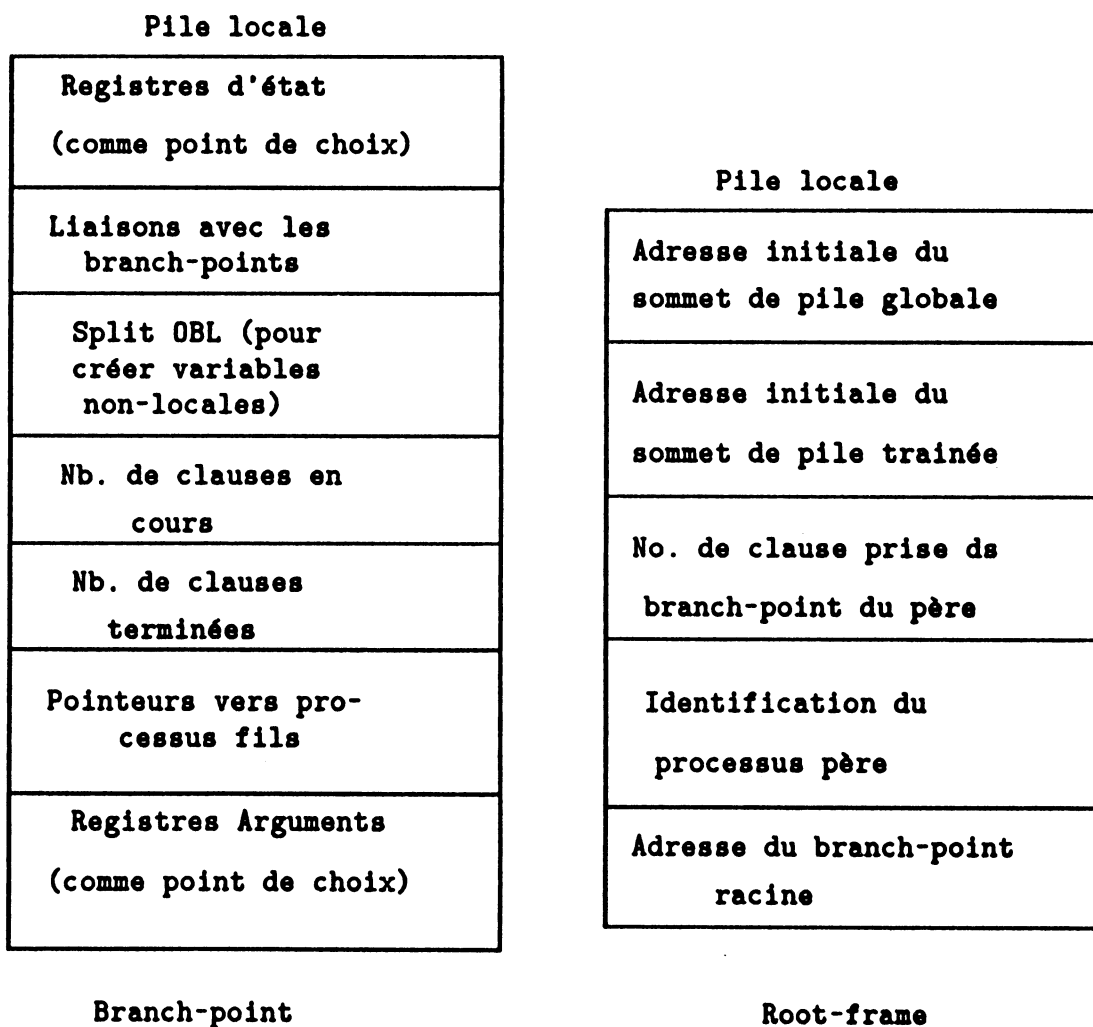 Pile locale
Registres d'état
(comme point de choix)
Liaisons avec les
branch-points
Split OBL (pour
créer variables
non-locales)
Nb. de clauses en
cours
Nb. de clauses
terminées
Pointeurs vers pro-
cessus fils
Registres Arguments
(comme point de choix)
Branch-point
Pile locale
Adresse initiale du
sommet de pile globale
Adresse initiale du
sommet de pile trainée
No. de clause prise ds
branch-point du père
Identification du
processus père
Adresse du branch-point
racine
Root-frame